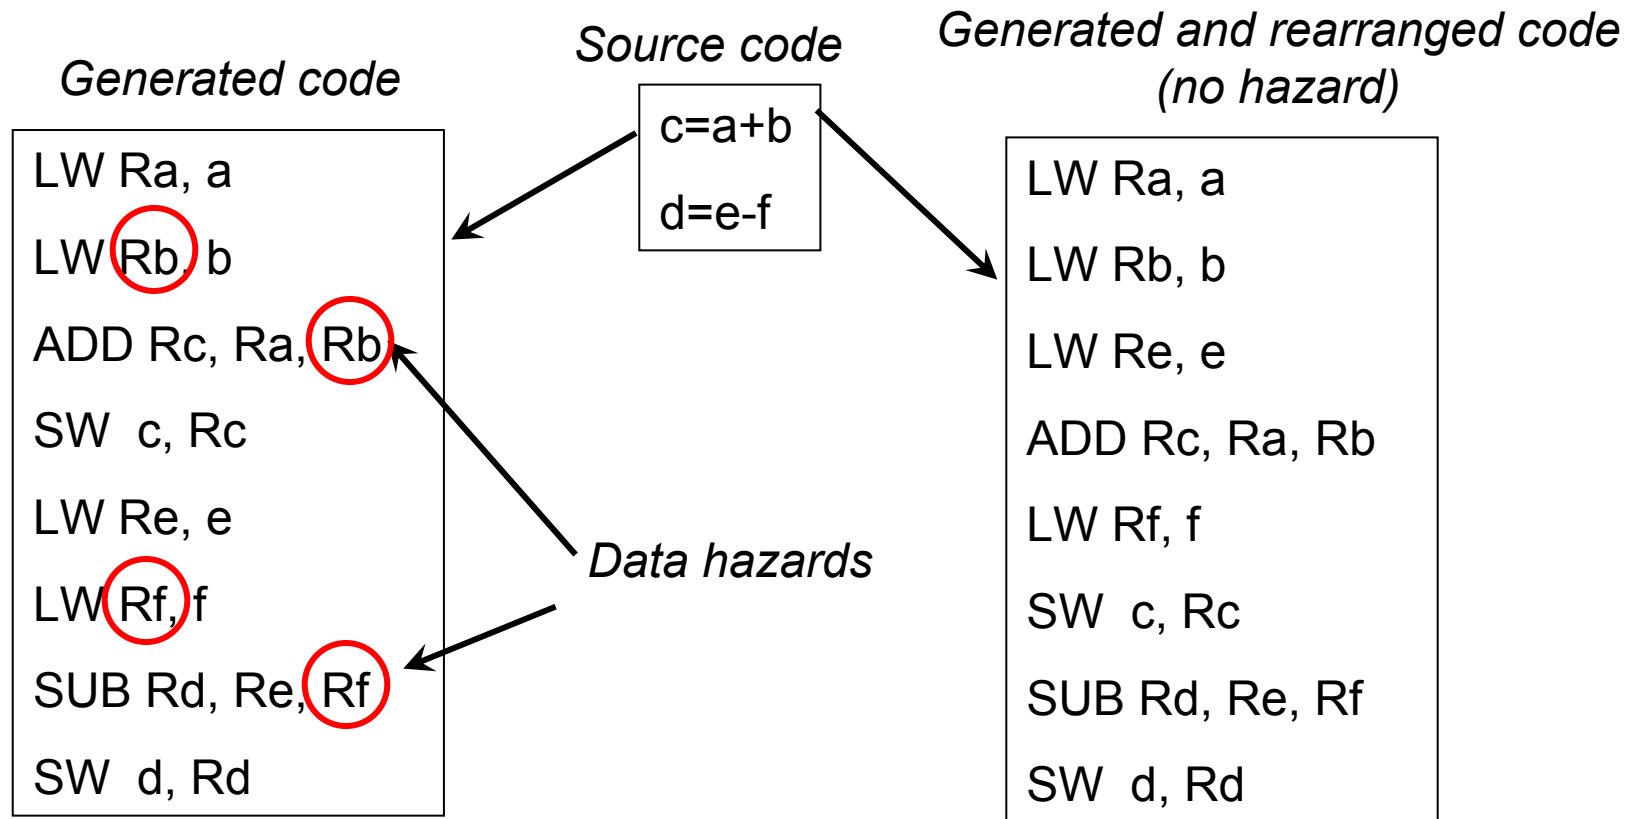 Generated code
LW Ra, a
LW Rb, b
ADD Rc, Ra, Rb
SW c, Rc
LW Re, e
LW Rf, f
SUB Rd, Re, Rf
SW d, Rd
Source code
c=a+b
d=e-f
Data hazards
Generated and rearranged code
(no hazard)
LW Ra, a
LW Rb, b
LW Re, e
ADD Rc, Ra, Rb
LW Rf, f
SW c, Rc
SUB Rd, Re, Rf
SW d, Rd